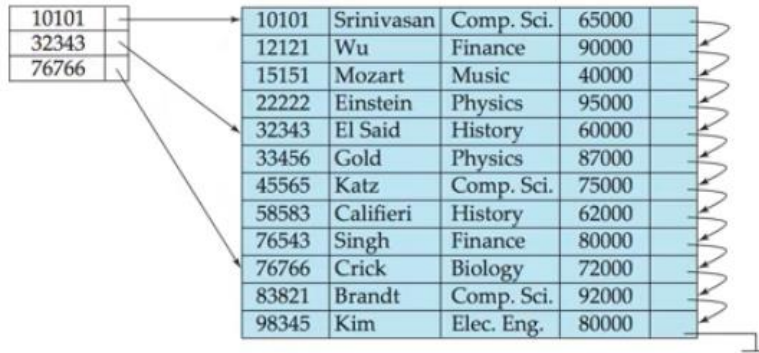 10101
32343
76766
10101 Srinivasan Comp. Sci. 65000
12121 Wu Finance 90000
15151 Mozart Music 40000
22222 Einstein Physics 95000
32343 El Said History 60000
33456 Gold Physics 87000
45565 Katz Comp. Sci. 75000
58583 Califieri History 62000
76543 Singh Finance 80000
76766 Crick Biology 72000
83821 Brandt Comp. Sci. 92000
98345 Kim Elec. Eng. 80000